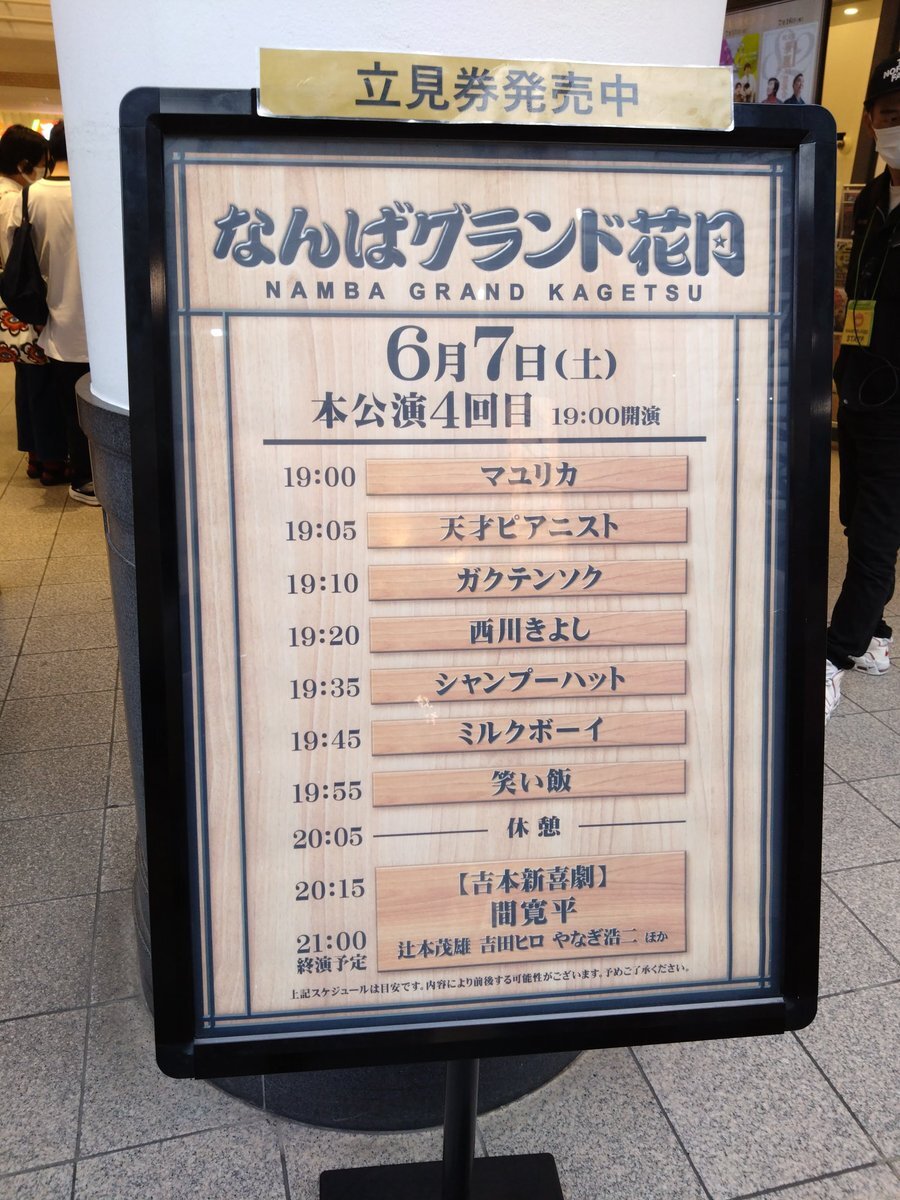 立見券発売中
なんばグランド花月
NAMBA GRAND KAGETSU
6月7日(土)
本公演4回目 19:00開演
19:00 マユリカ
19:05 天才ピアニスト
19:10 ガクテンソク
19:20 西川きよし
19:35 シャンプーハット
19:45 ミルクボーイ
19:55 笑い飯
20:05 休憩
20:15 【吉本新喜劇】
間寛平
辻本茂雄 吉田ヒロ やなぎ浩二 ほか
21:00
終演予定
上記スケジュールは目安です。内容により前後する可能性がございます。予めご了承ください。
STAFF